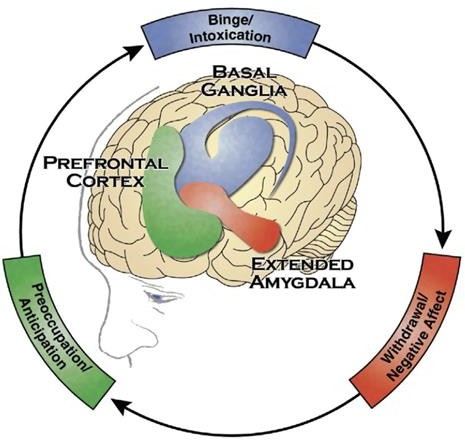 Binge/
Intoxication
BASAL
GANGLIA
PREFRONTAL
CORTEX
EXTENDED
AMYGDALA
Preoccupation/
Anticipation
Withdrawal/
Negative Affect